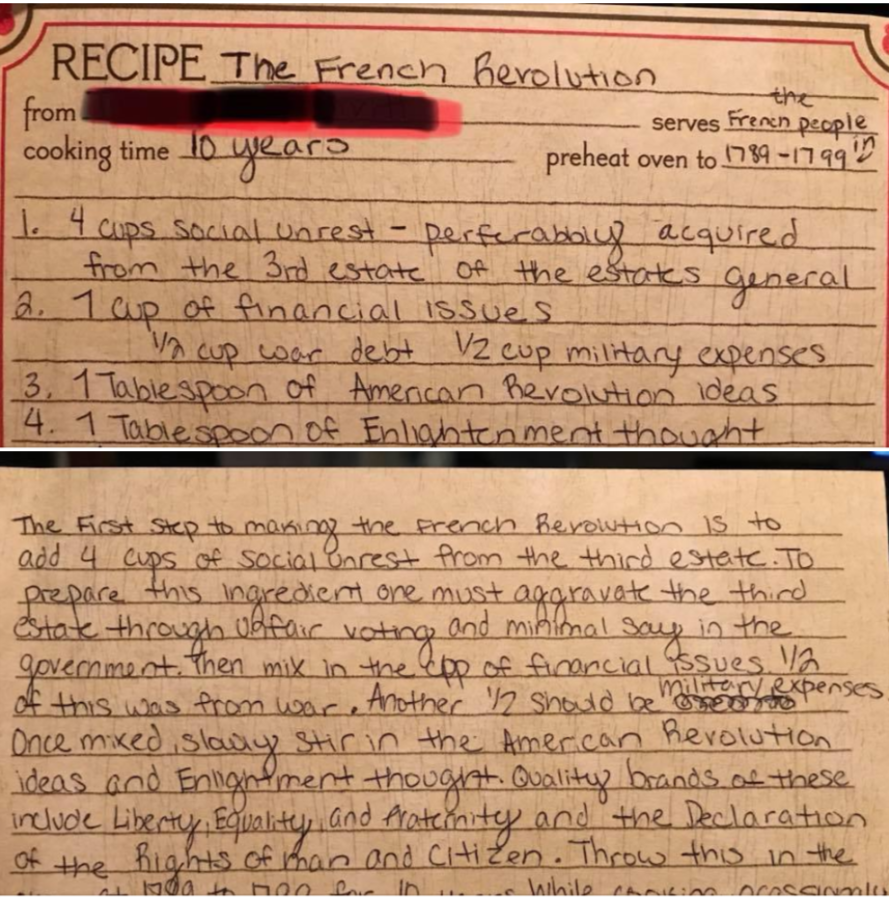 RECIPE The French Revolution
from
serves the French people
cooking time 10 years
preheat oven to 1789-1799 in
1. 4 cups social unrest - perferabbiy acquired
from the 3rd estate of the estates general
2. 1 cup of financial issues
1/2 cup war debt 1/2 cup military expenses
3. 1 Tablespoon of American Revolution ideas
4. 1 Tablespoon of Enlightenment thought
The First step to making the French Revolution is to
add 4 cups of social unrest from the third estate. To
prepare this ingredient one must aggravate the third
estate through unfair voting and minimal say in the
government. Then mix in the cup of financial issues 1/2
of this was from war. Another 1/2 should be military expenses
Once mixed, slowly stir in the American Revolution
ideas and Enlightment thought. Quality brands of these
include Liberty, Equality, and fraternity and the Declaration
of the Rights of man and Citizen. Throw this in the
While